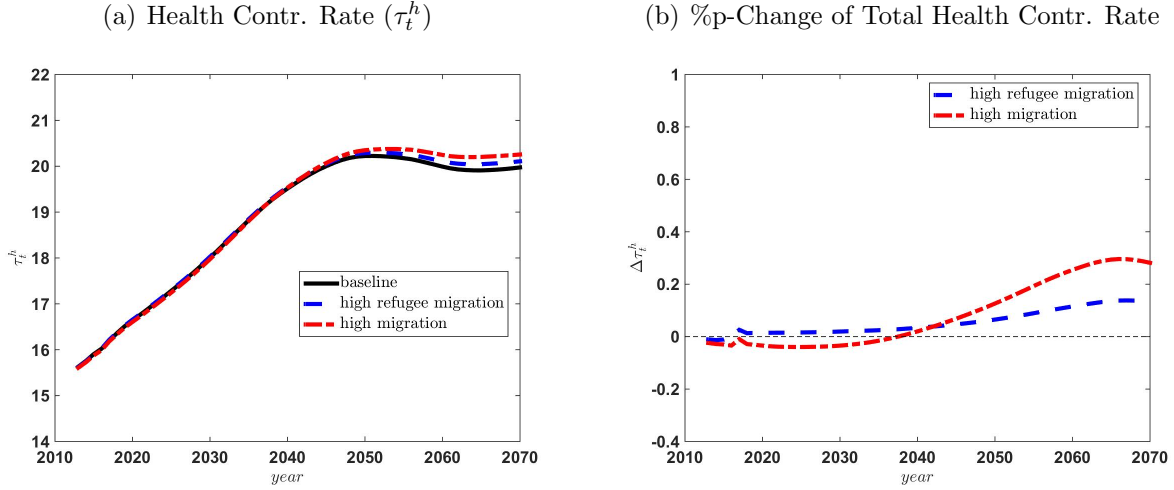 (a) Health Contr. Rate (τₜʰ)
22
21
20
19
18
17
16
15
14
τₜʰ
baseline
high refugee migration
high migration
2010 2020 2030 2040 2050 2060 2070
year
(b) %p-Change of Total Health Contr. Rate
1
0.8
0.6
0.4
0.2
0
-0.2
-0.4
Δτₜʰ
high refugee migration
high migration
2010 2020 2030 2040 2050 2060 2070
year